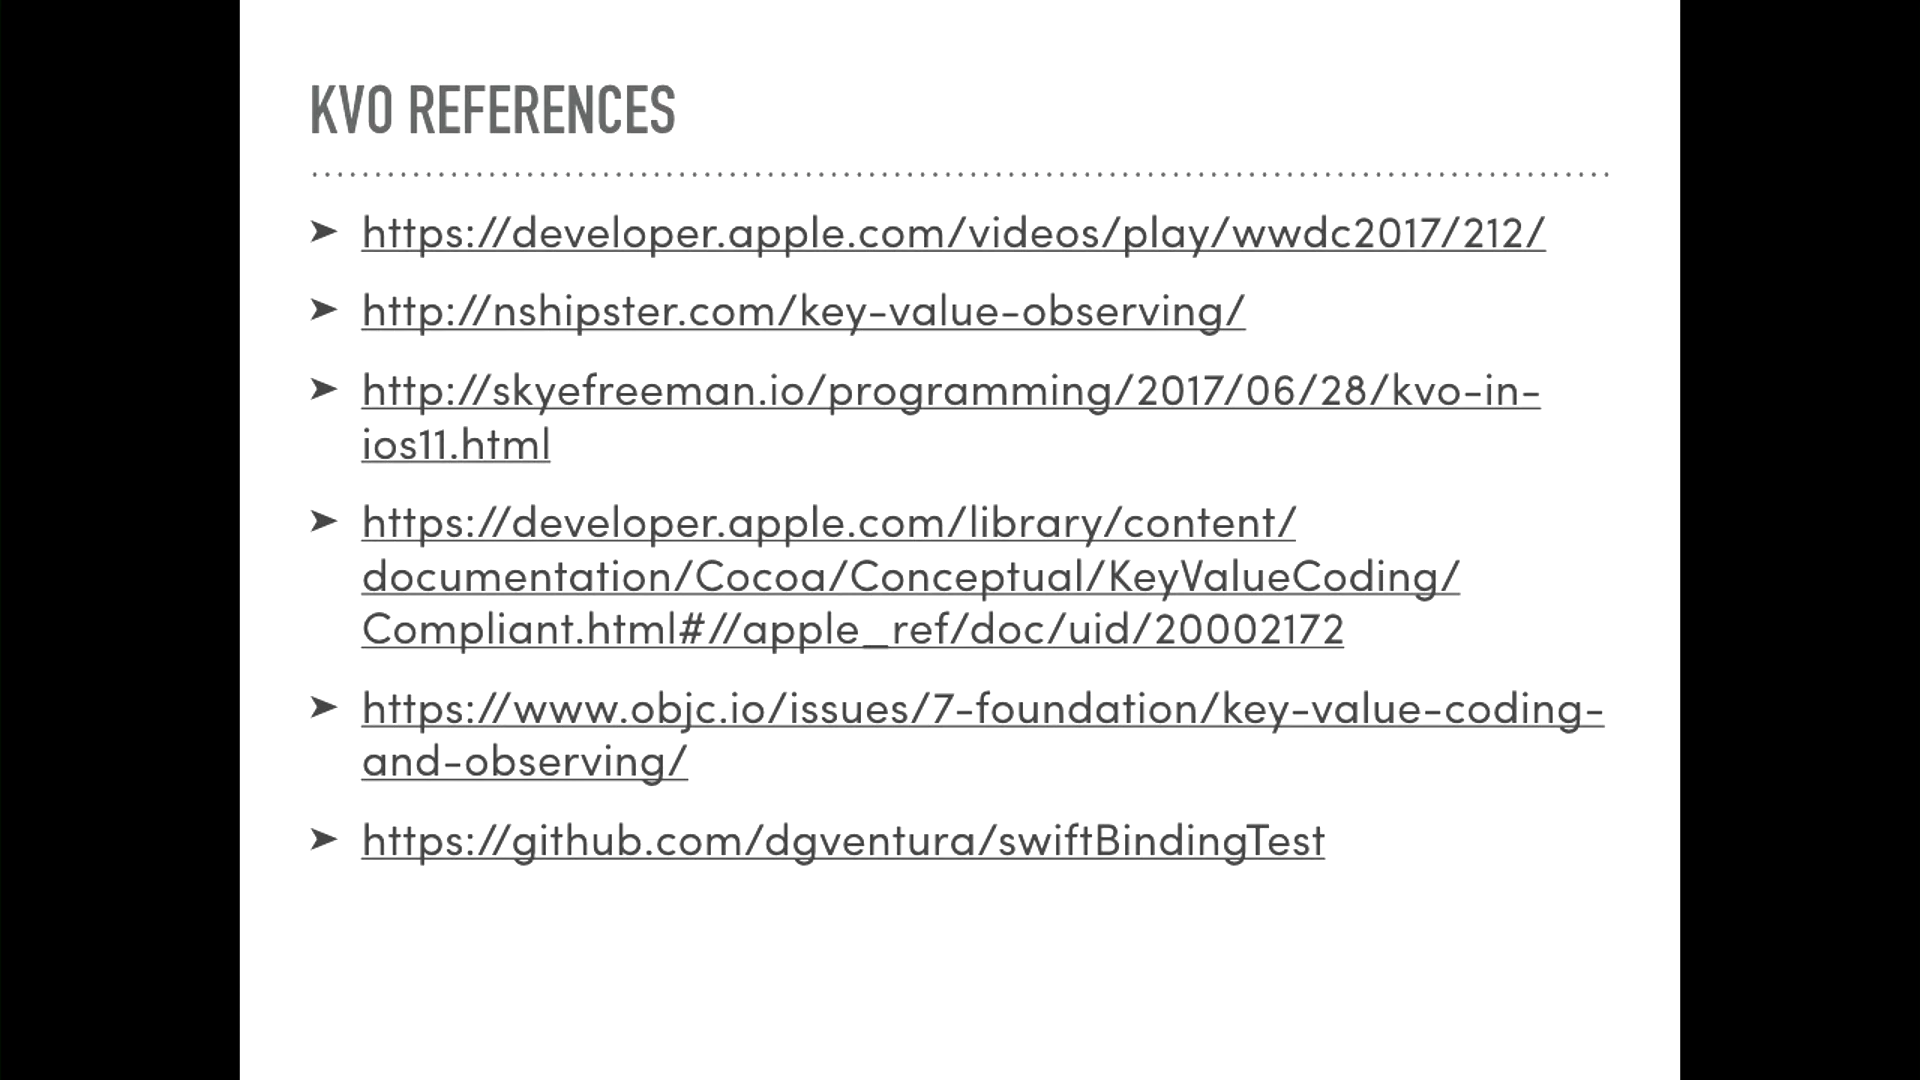 KVO REFERENCES
➤ https://developer.apple.com/videos/play/wwdc2017/212/
➤ http://nshipster.com/key-value-observing/
➤ http://skyefreeman.io/programming/2017/06/28/kvo-in-
ios11.html
➤ https://developer.apple.com/library/content/
documentation/Cocoa/Conceptual/KeyValueCoding/
Compliant.html#//apple_ref/doc/uid/20002172
➤ https://www.objc.io/issues/7-foundation/key-value-coding-
and-observing/
➤ https://github.com/dgventura/swiftBindingTest